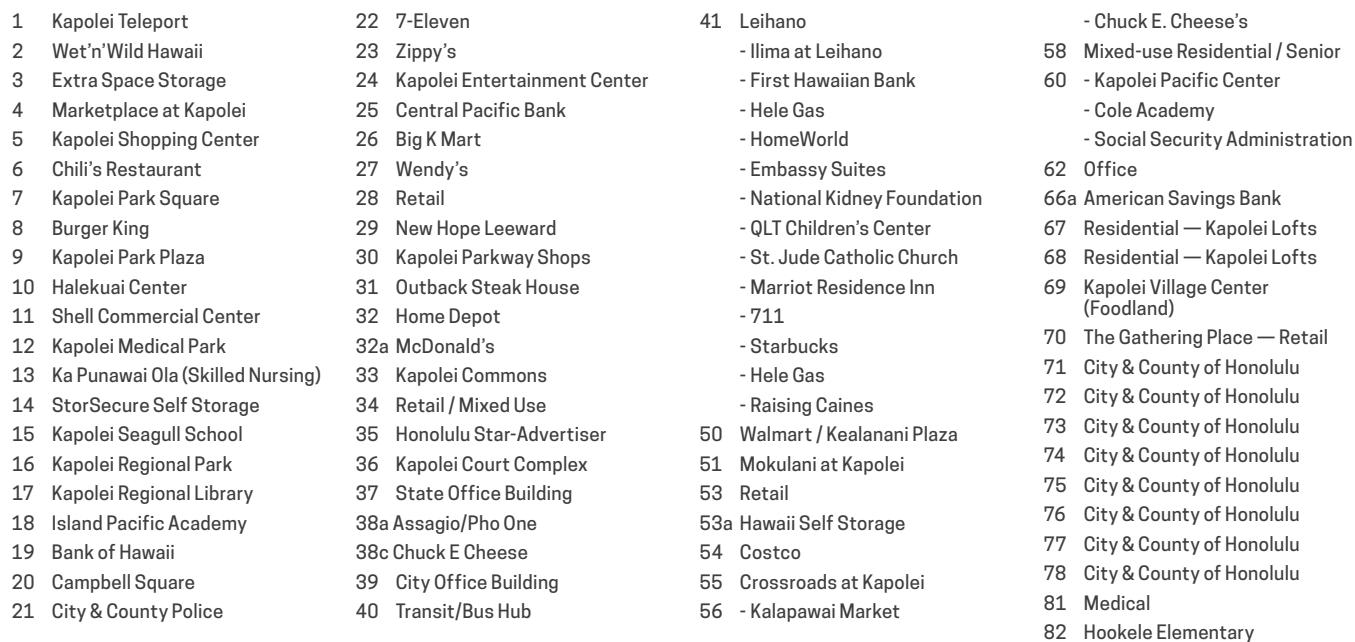 1 Kapolei Teleport
2 Wet'n'Wild Hawaii
3 Extra Space Storage
4 Marketplace at Kapolei
5 Kapolei Shopping Center
6 Chili's Restaurant
7 Kapolei Park Square
8 Burger King
9 Kapolei Park Plaza
10 Halekuai Center
11 Shell Commercial Center
12 Kapolei Medical Park
13 Ka Punawai Ola (Skilled Nursing)
14 StorSecure Self Storage
15 Kapolei Seagull School
16 Kapolei Regional Park
17 Kapolei Regional Library
18 Island Pacific Academy
19 Bank of Hawaii
20 Campbell Square
21 City & County Police
22 7-Eleven
23 Zippy's
24 Kapolei Entertainment Center
25 Central Pacific Bank
26 Big K Mart
27 Wendy's
28 Retail
29 New Hope Leeward
30 Kapolei Parkway Shops
31 Outback Steak House
32 Home Depot
32a McDonald's
33 Kapolei Commons
34 Retail / Mixed Use
35 Honolulu Star-Advertiser
36 Kapolei Court Complex
37 State Office Building
38a Assagio/Pho One
38c Chuck E Cheese
39 City Office Building
40 Transit/Bus Hub
41 Leihano
- Ilima at Leihano
- First Hawaiian Bank
- Hele Gas
- HomeWorld
- Embassy Suites
- National Kidney Foundation
- QLT Children's Center
- St. Jude Catholic Church
- Marriot Residence Inn
- 711
- Starbucks
- Hele Gas
- Raising Caines
50 Walmart / Kealanani Plaza
51 Mokulani at Kapolei
53 Retail
53a Hawaii Self Storage
54 Costco
55 Crossroads at Kapolei
56 - Kalapawai Market
- Chuck E. Cheese's
58 Mixed-use Residential / Senior
60 - Kapolei Pacific Center
- Cole Academy
- Social Security Administration
62 Office
66a American Savings Bank
67 Residential — Kapolei Lofts
68 Residential — Kapolei Lofts
69 Kapolei Village Center
(Foodland)
70 The Gathering Place — Retail
71 City & County of Honolulu
72 City & County of Honolulu
73 City & County of Honolulu
74 City & County of Honolulu
75 City & County of Honolulu
76 City & County of Honolulu
77 City & County of Honolulu
78 City & County of Honolulu
81 Medical
82 Hookele Elementary